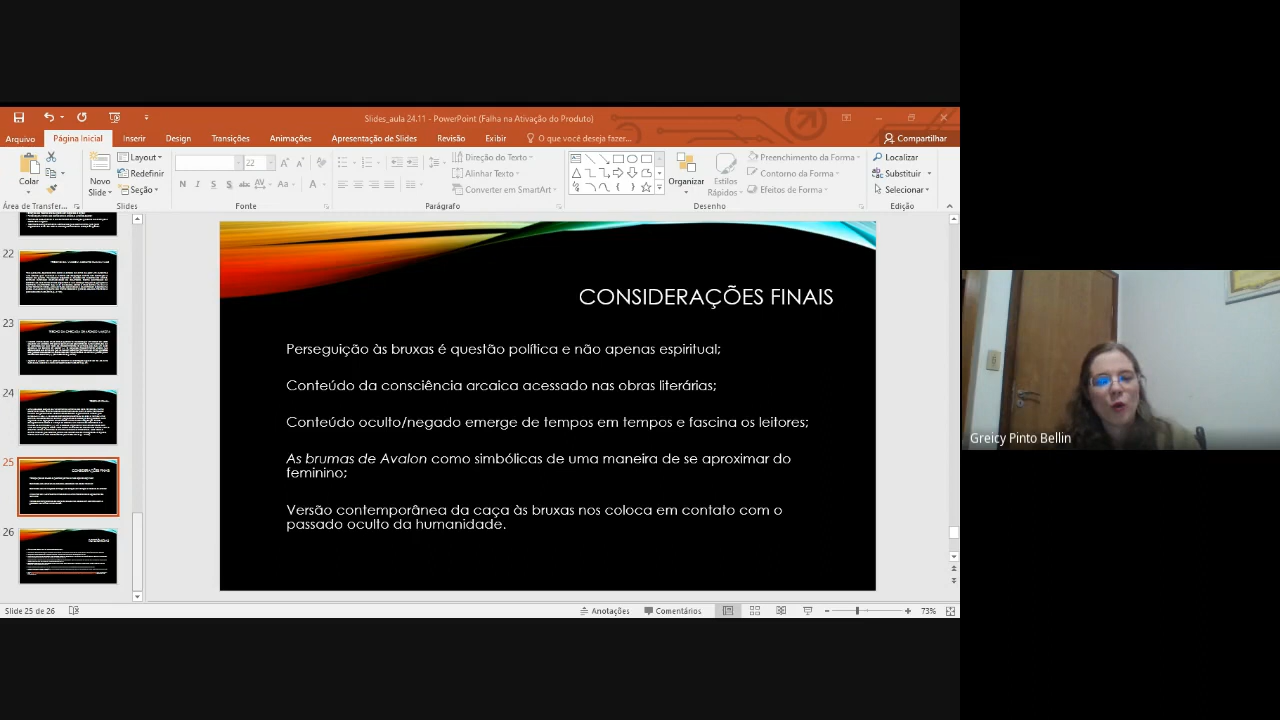 Slides_aula 24.11 - PowerPoint (Falha na Ativação do Produto)
Arquivo
Página Inicial
Inserir
Design
Transições
Animações
Apresentação de Slides
Revisão
Exibir
O que você deseja fazer...
Compartilhar
Colar
Novo
Slide
Layout
Redefinir
Seção
22
N I S S abc AV Aa A
Direção do Texto
Alinhar Texto
Converter em SmartArt
Organizar
Estilos
Rápidos
Preenchimento da Forma
Contorno da Forma
Efeitos de Forma
Localizar
Substituir
Selecionar
Área de Transfer...
Slides
Fonte
Parágrafo
Desenho
Edição
22
23
24
25
26
CONSIDERAÇÕES FINAIS
Perseguição às bruxas é questão política e não apenas espiritual;
Conteúdo da consciência arcaica acessado nas obras literárias;
Conteúdo oculto/negado emerge de tempos em tempos e fascina os leitores;
As brumas de Avalon como simbólicas de uma maneira de se aproximar do
feminino;
Versão contemporânea da caça às bruxas nos coloca em contato com o
passado oculto da humanidade.
Greicy Pinto Bellin
Slide 25 de 26
Anotações
Comentários
73%